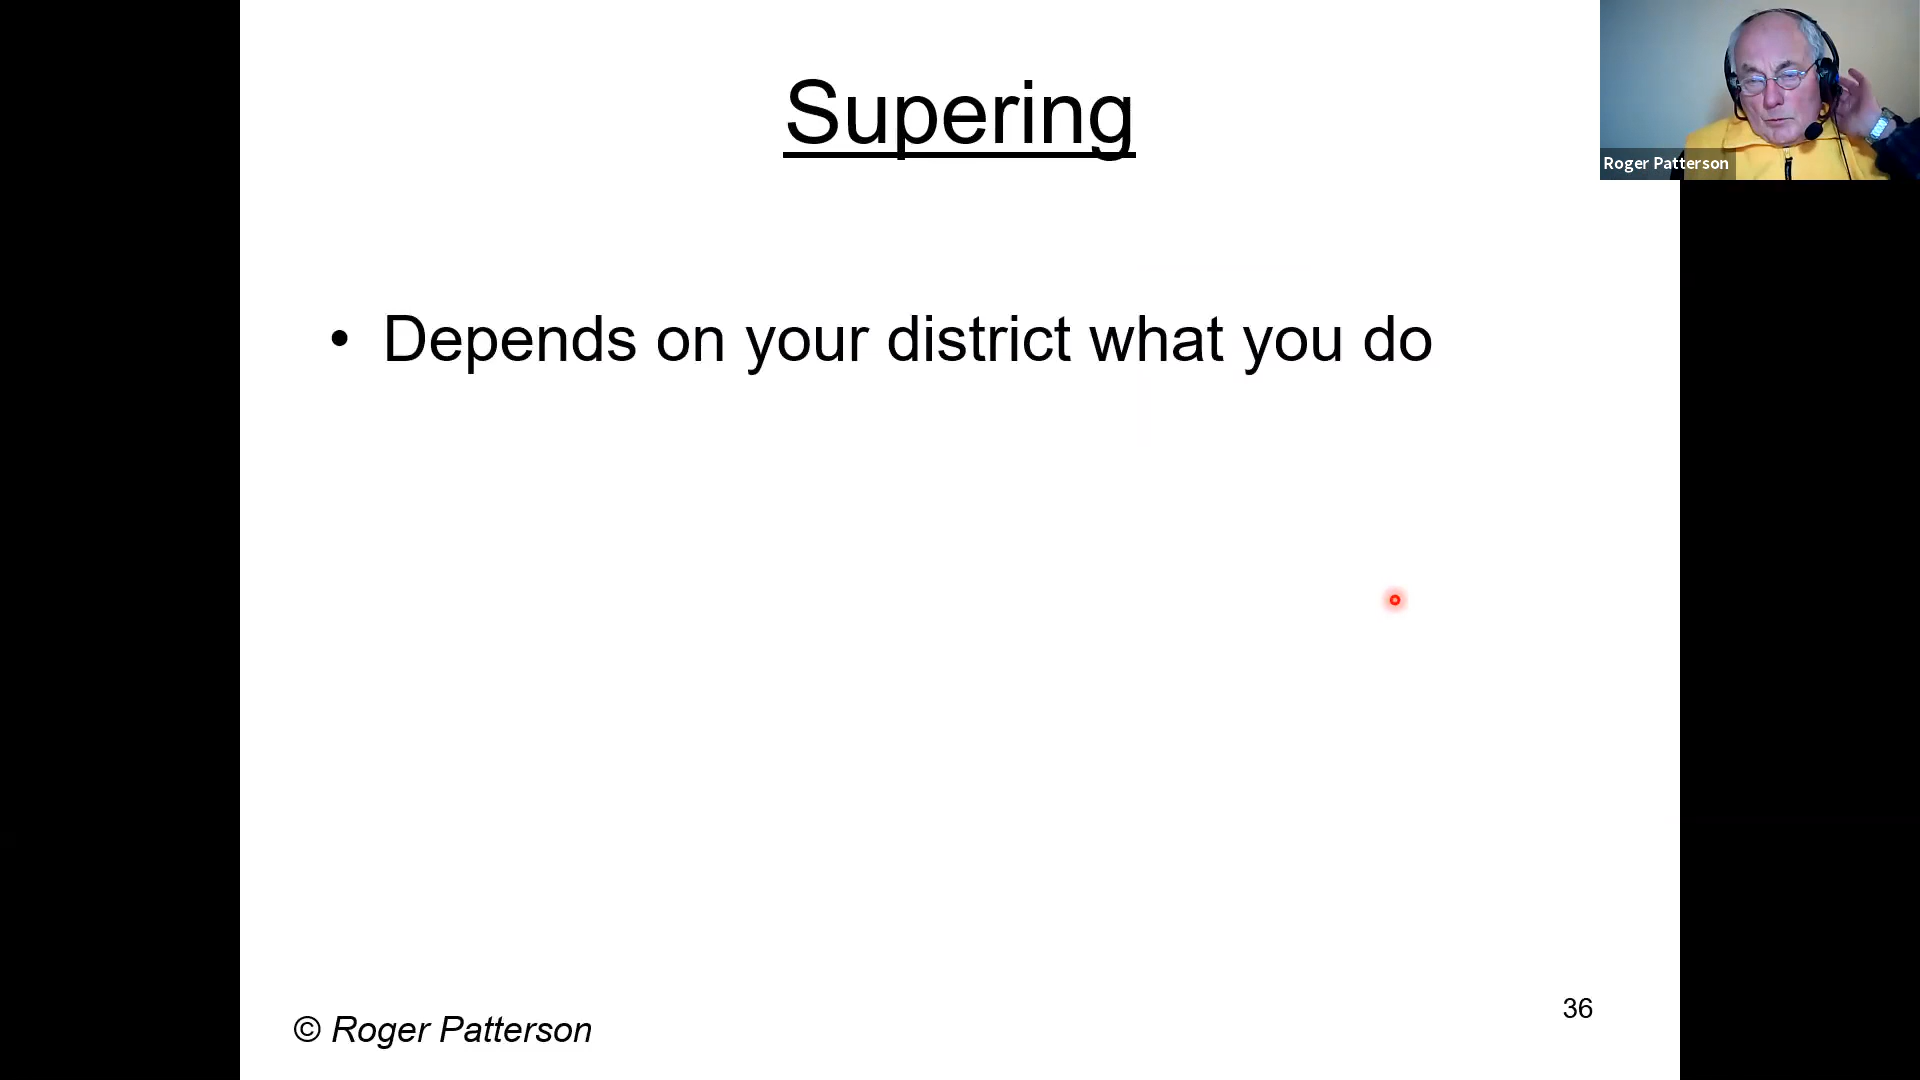 Supering
Roger Patterson
• Depends on your district what you do
36
© Roger Patterson